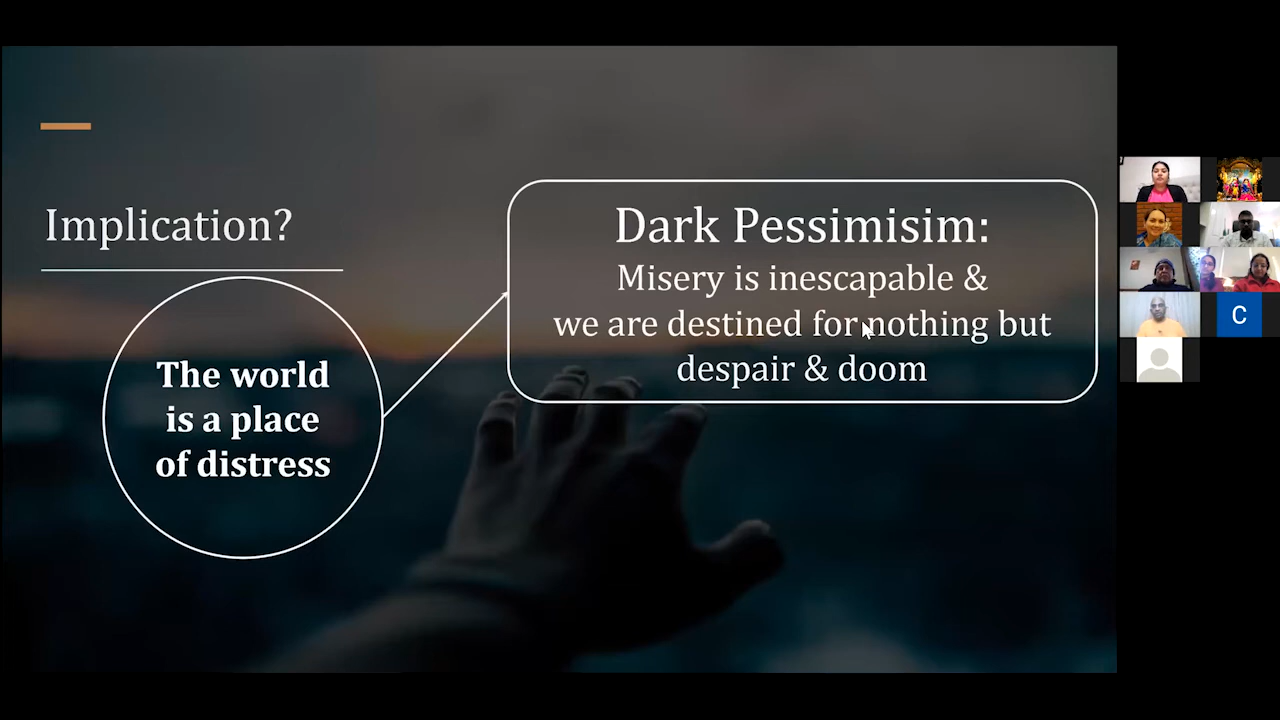 Implication?
The world
is a place
of distress
Dark Pessimisim:
Misery is inescapable &
we are destined for nothing but
despair & doom
C